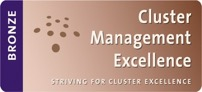 BRONZE
Cluster
Management
Excellence
STRIVING FOR CLUSTER EXCELLENCE